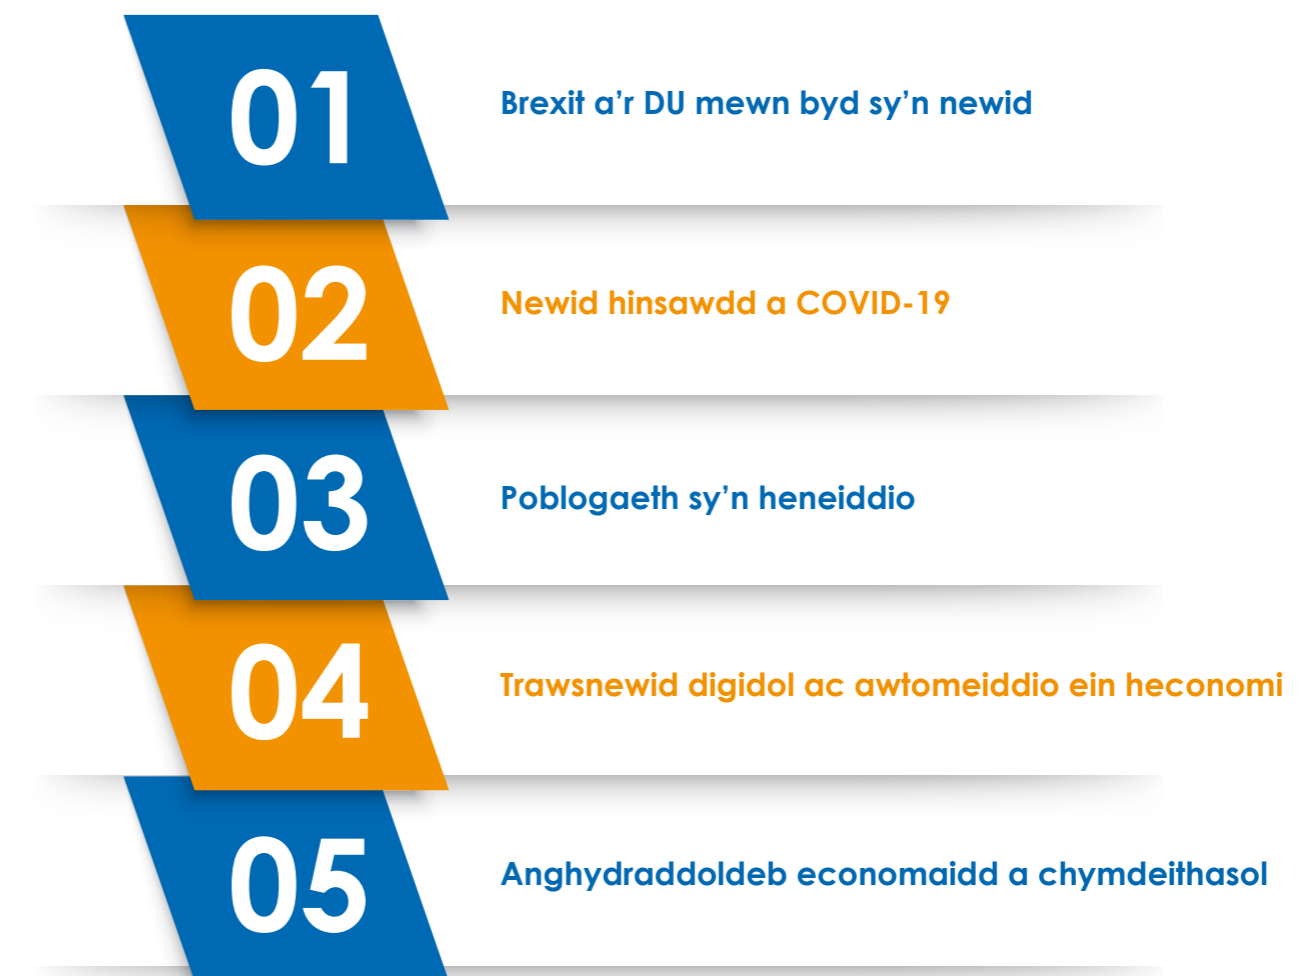 01
Brexit a’r DU mewn byd sy’n newid
02
Newid hinsawdd a COVID-19
03
Poblogaeth sy’n heneiddio
04
Trawsnewid digidol ac awtomeiddio ein heconomi
05
Anghydraddoldeb economaidd a chymdeithasol